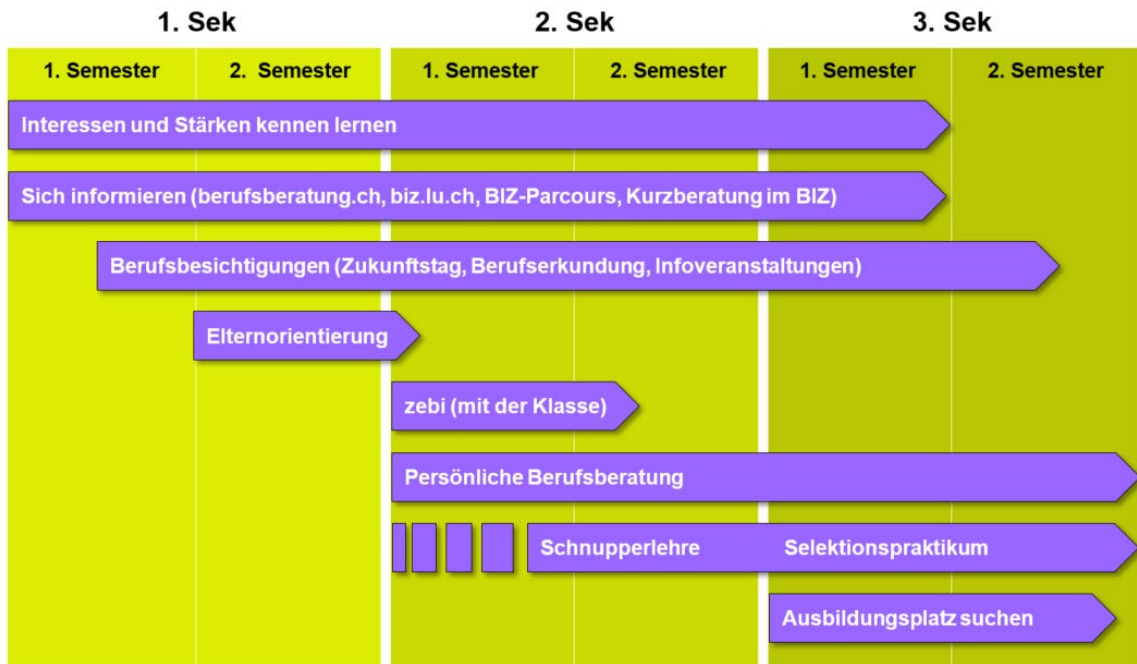 1. Sek
2. Sek
3. Sek
1. Semester
2. Semester
1. Semester
2. Semester
1. Semester
2. Semester
Interessen und Stärken kennen lernen
Sich informieren (berufsberatung.ch, biz.lu.ch, BIZ-Parcours, Kurzberatung im BIZ)
Berufsbesichtigungen (Zukunftstag, Berufserkundung, Infoveranstaltungen)
Elternorientierung
zebi (mit der Klasse)
Persönliche Berufsberatung
Schnupperlehre
Selektionspraktikum
Ausbildungsplatz suchen